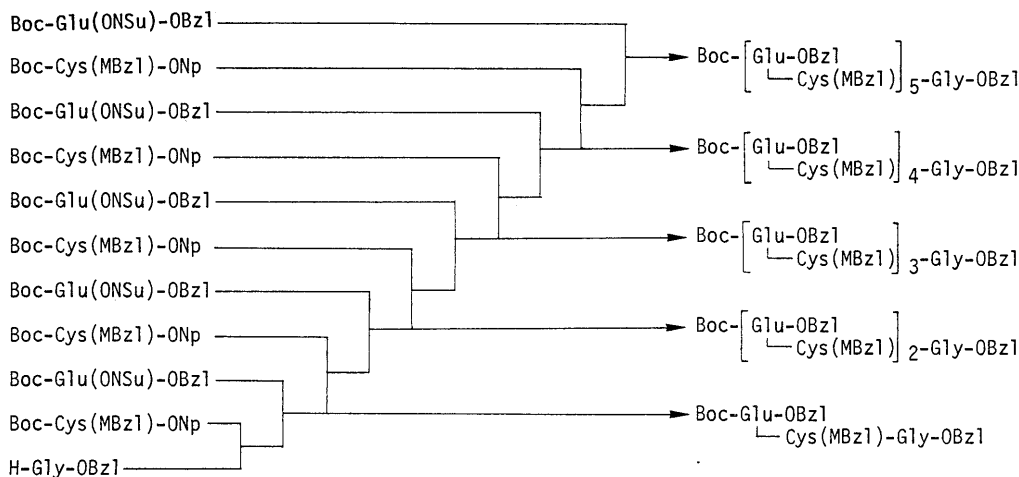 Boc-Glu(ONSu)-OBzl
Boc-Cys(MBzl)-ONp
Boc-Glu(ONSu)-OBzl
Boc-Cys(MBzl)-ONp
Boc-Glu(ONSu)-OBzl
Boc-Cys(MBzl)-ONp
Boc-Glu(ONSu)-OBzl
Boc-Cys(MBzl)-ONp
Boc-Glu(ONSu)-OBzl
Boc-Cys(MBzl)-ONp
H-Gly-OBzl
Boc-[Glu-OBzl
Cys(MBzl)]5-Gly-OBzl
Boc-[Glu-OBzl
Cys(MBzl)]4-Gly-OBzl
Boc-[Glu-OBzl
Cys(MBzl)]3-Gly-OBzl
Boc-[Glu-OBzl
Cys(MBzl)]2-Gly-OBzl
Boc-Glu-OBzl
Cys(MBzl)-Gly-OBzl